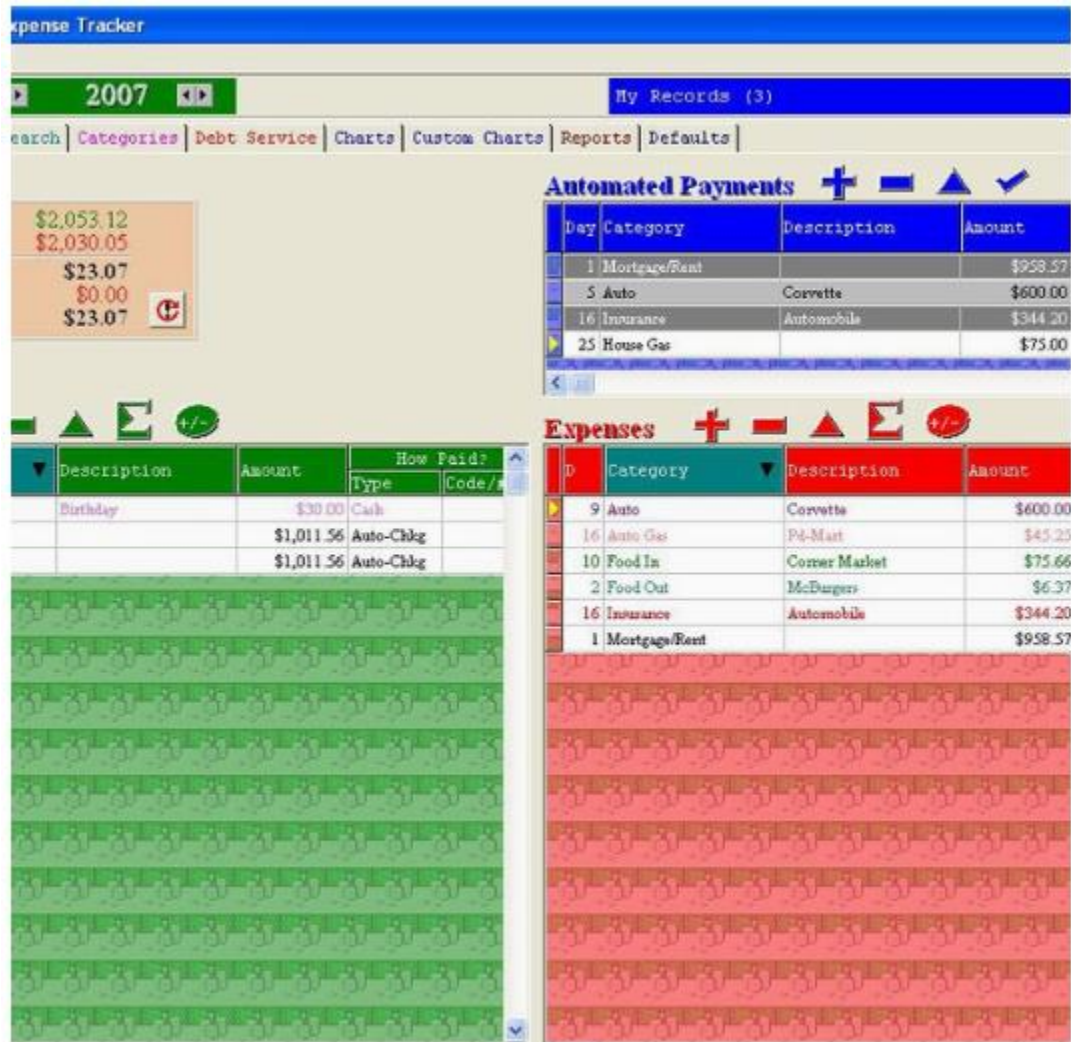 xpense Tracker
2007
My Records (3)
earch Categories Debt Service Charts Custom Charts Reports Defaults
$2,053.12
$2,030.05
$23.07
$0.00
$23.07
Automated Payments
Day Category Description Amount
1 Mortgage/Rent $958.57
5 Auto Corvette $600.00
16 Insurance Automobile $344.20
25 House Gas $75.00
+/-
Description Amount How Paid?
Type Code/
Birthday $30.00 Cash
$1,011.56 Auto-Chkg
$1,011.56 Auto-Chkg
Expenses +/-
D Category Description Amount
9 Auto Corvette $600.00
16 Auto Gas Pd-Mart $45.25
10 Food In Corner Market $75.66
2 Food Out McBurgers $6.37
16 Insurance Automobile $344.20
1 Mortgage/Rent $958.57